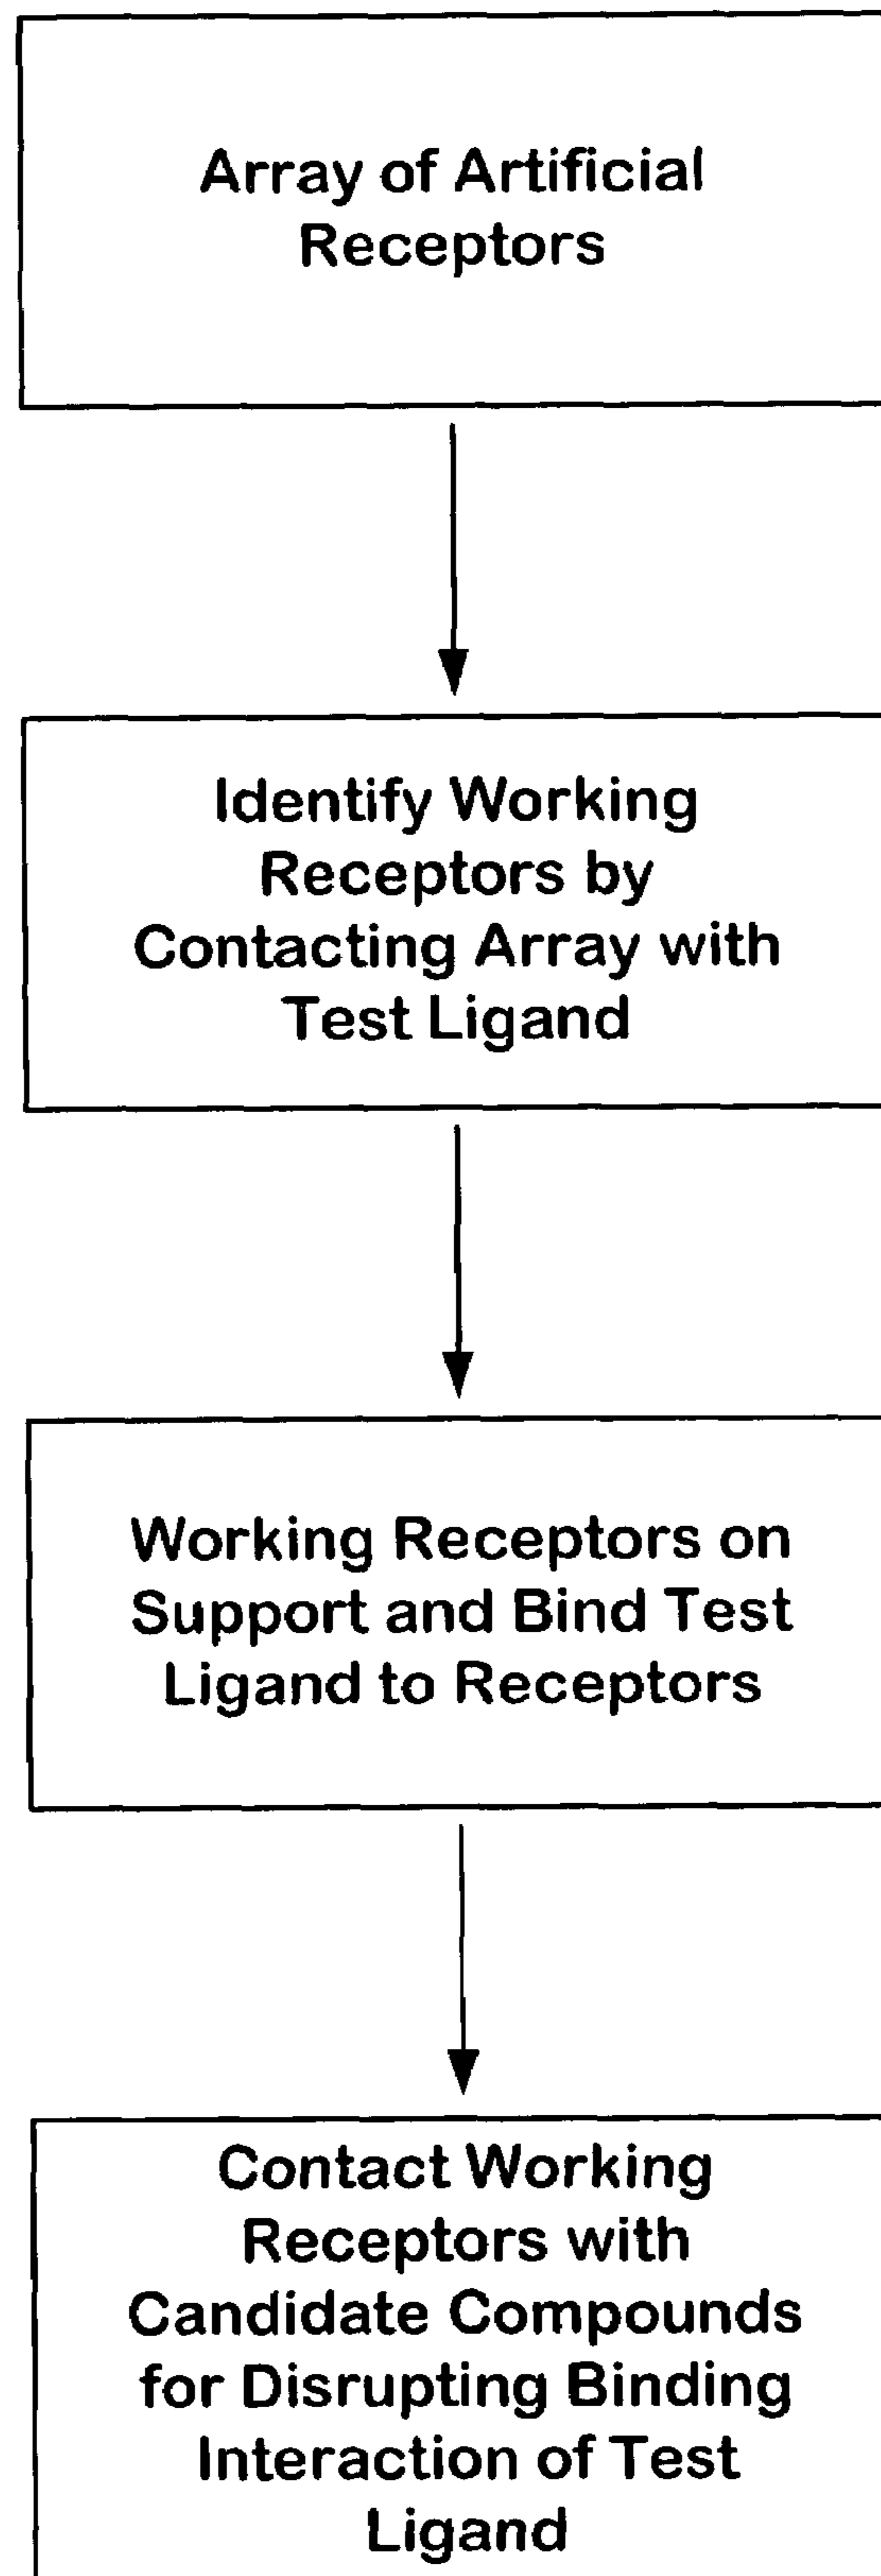 Array of Artificial
Receptors
Identify Working
Receptors by
Contacting Array with
Test Ligand
Working Receptors on
Support and Bind Test
Ligand to Receptors
Contact Working
Receptors with
Candidate Compounds
for Disrupting Binding
Interaction of Test
Ligand